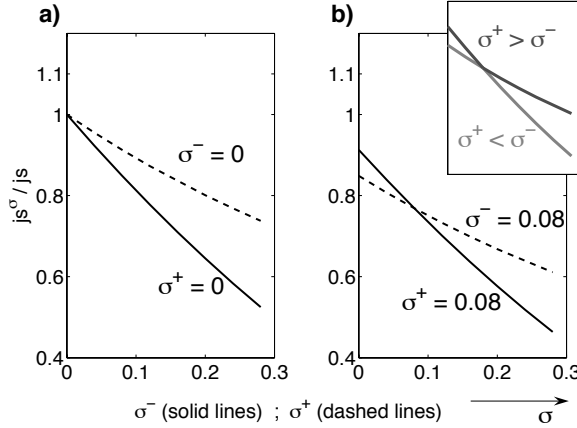 a)
b)
1.1
1
0.8
0.6
0.4
jsσ / js
σ− = 0
σ+ = 0
0
0.1
0.2
0.3
1.1
1
0.8
0.6
0.4
σ− = 0.08
σ+ = 0.08
0
0.1
0.2
0.3
σ+ > σ−
σ+ < σ−
σ− (solid lines) ; σ+ (dashed lines)
σ